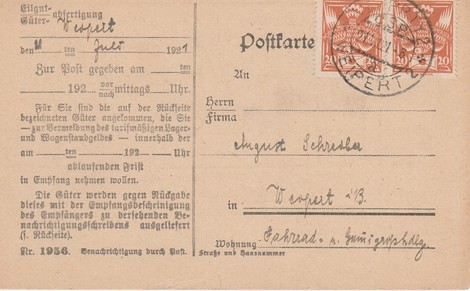 Eilgut-
Güter-abfertigung
Weipert
den 11 ten Juli 1921
Zur Post gegeben am ten
192 vor/nach mittags Uhr.
Für Sie sind die auf der Rückseite
bezeichneten Güter angekommen, die Sie
— zur Vermeidung des tarifmäßigen Lager-
und Wagenstandgeldes — innerhalb der
am ten 192 Uhr
ablaufenden Frist
in Empfang nehmen wollen.
Die Güter werden gegen Rückgabe
dieses mit der Empfangsbescheinigung
des Empfängers zu versehenden Be-
nachrichtigungsschreibens ausgeliefert
(s. Rückseite).
Nr. 1956. Benachrichtigung durch Post.
Postkarte
20 20
WEIPERT
An
Herrn
Firma
August Schreiber
in Weipert i/B.
Wohnung Fahrrad- u.
Straße und Hausnummer